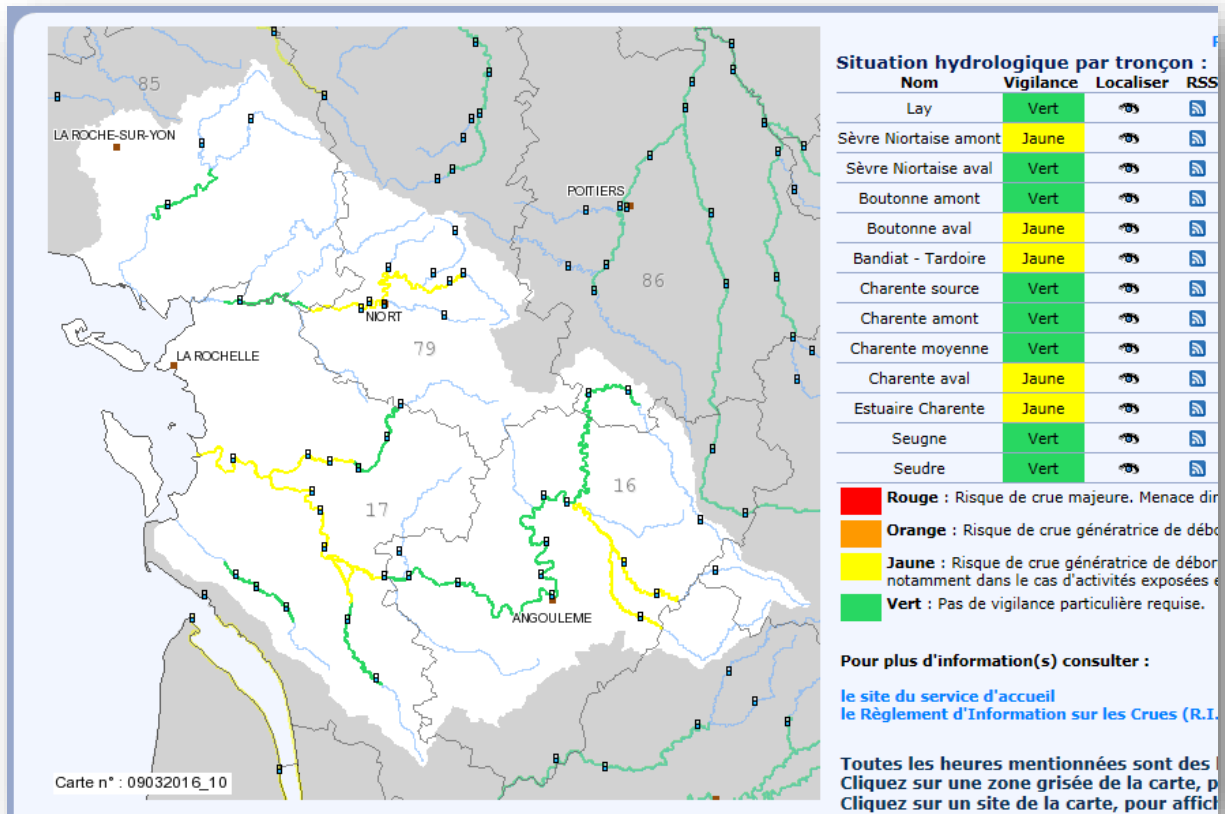 85
LA ROCHE-SUR-YON
POITIERS
86
NIORT
79
LA ROCHELLE
16
17
ANGOULEME
Carte n° : 09032016_10
Situation hydrologique par tronçon :
Nom Vigilance Localiser RSS
Lay Vert
Sèvre Niortaise amont Jaune
Sèvre Niortaise aval Vert
Boutonne amont Vert
Boutonne aval Jaune
Bandiat - Tardoire Jaune
Charente source Vert
Charente amont Vert
Charente moyenne Vert
Charente aval Jaune
Estuaire Charente Jaune
Seugne Vert
Seudre Vert
Rouge : Risque de crue majeure. Menace dir
Orange : Risque de crue génératrice de débo
Jaune : Risque de crue génératrice de débor
notamment dans le cas d'activités exposées e
Vert : Pas de vigilance particulière requise.
Pour plus d'information(s) consulter :
le site du service d'accueil
le Règlement d'Information sur les Crues (R.I.
Toutes les heures mentionnées sont des
Cliquez sur une zone grisée de la carte, p
Cliquez sur un site de la carte, pour affich